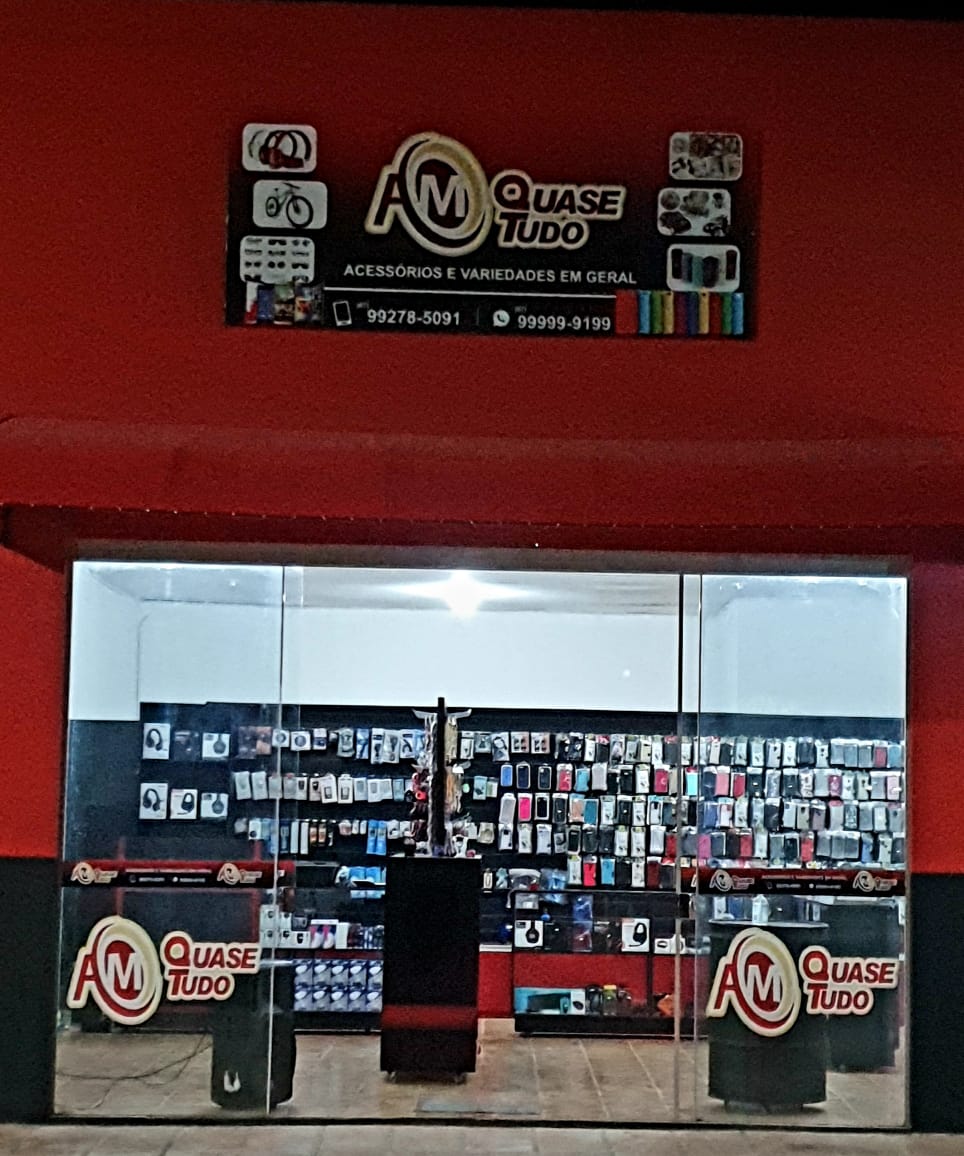 AM QUASE
TUDO
ACESSÓRIOS E VARIEDADES EM GERAL
99278-5091 99999-9199
AM QUASE
TUDO
AM QUASE
TUDO